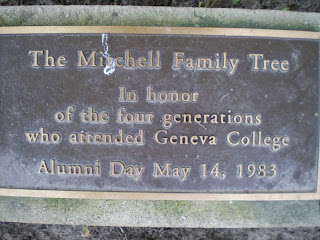 The Mitchell Family Tree
In honor
of the four generations
who attended Geneva College
Alumni Day May 14, 1983